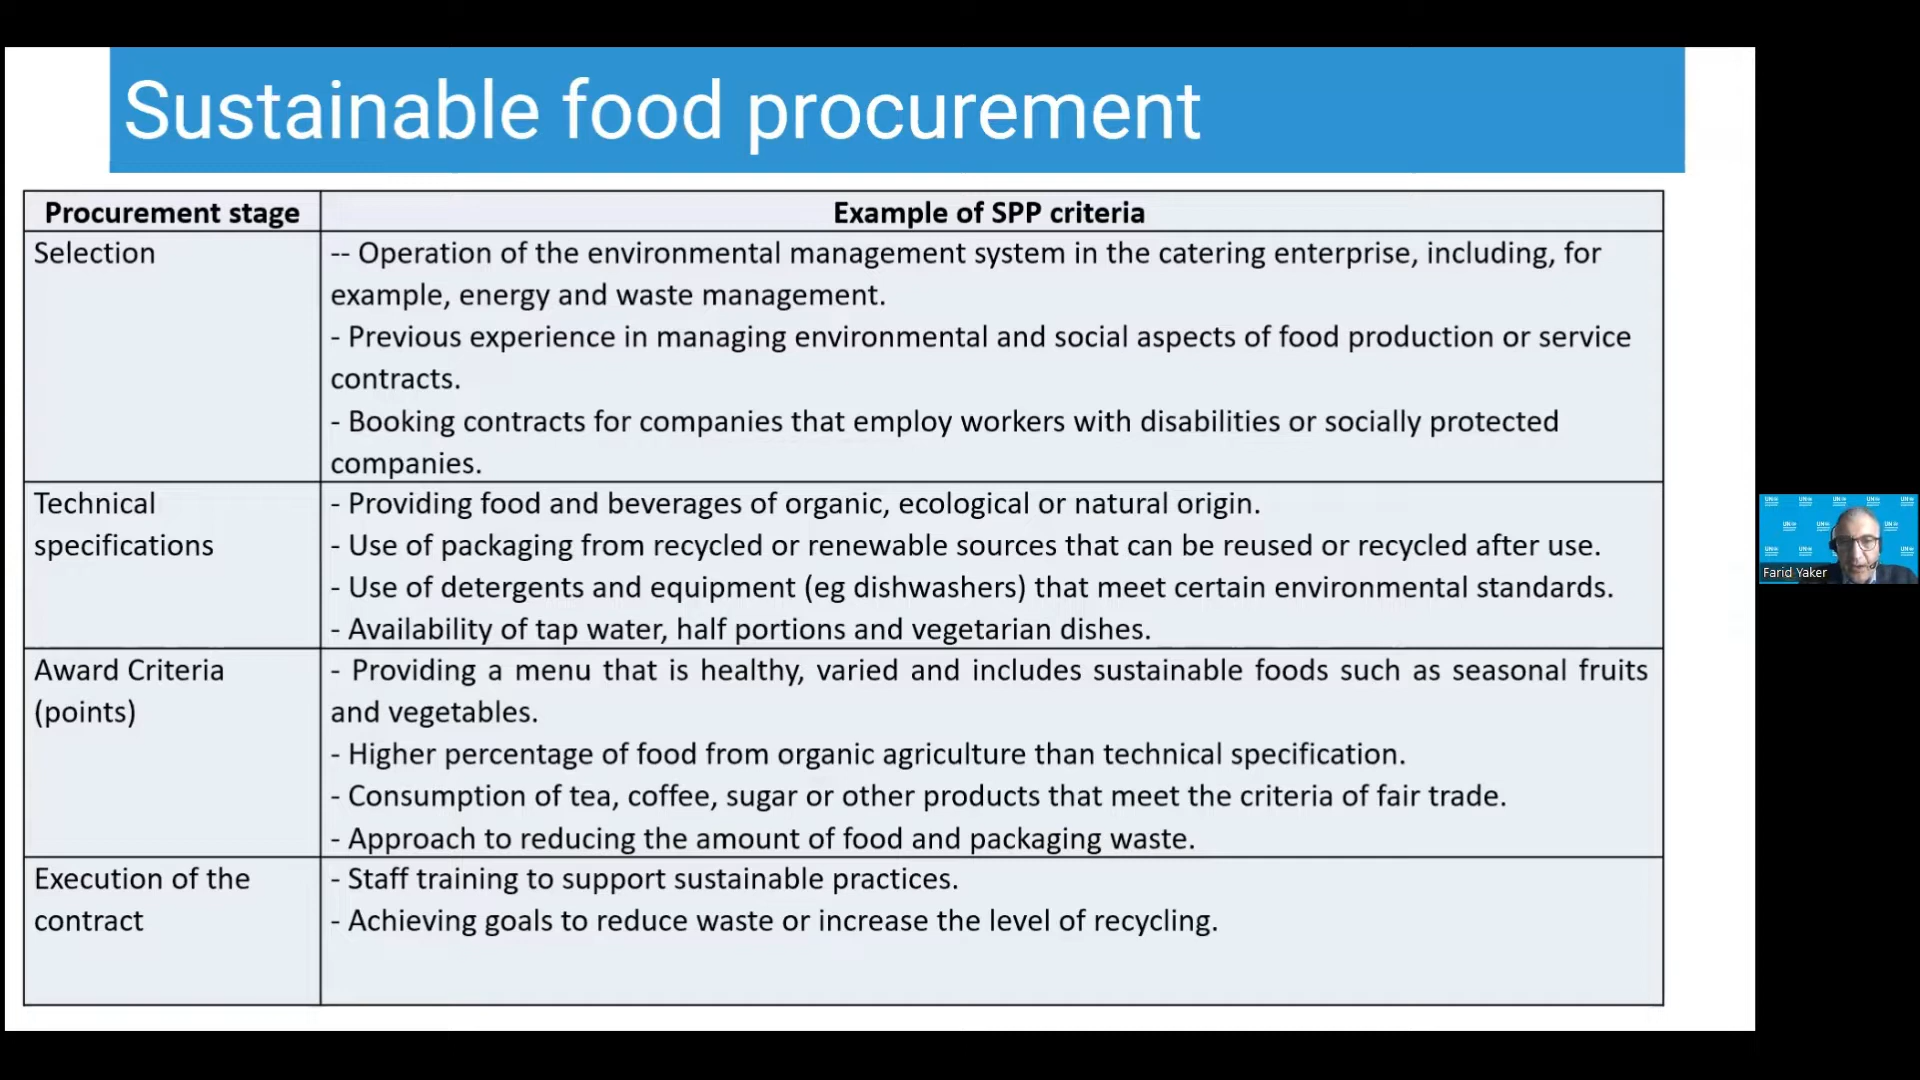 Sustainable food procurement
Procurement stage
Example of SPP criteria
Selection
-- Operation of the environmental management system in the catering enterprise, including, for
example, energy and waste management.
- Previous experience in managing environmental and social aspects of food production or service
contracts.
- Booking contracts for companies that employ workers with disabilities or socially protected
companies.
Technical
specifications
- Providing food and beverages of organic, ecological or natural origin.
- Use of packaging from recycled or renewable sources that can be reused or recycled after use.
- Use of detergents and equipment (eg dishwashers) that meet certain environmental standards.
- Availability of tap water, half portions and vegetarian dishes.
Award Criteria
(points)
- Providing a menu that is healthy, varied and includes sustainable foods such as seasonal fruits
and vegetables.
- Higher percentage of food from organic agriculture than technical specification.
- Consumption of tea, coffee, sugar or other products that meet the criteria of fair trade.
- Approach to reducing the amount of food and packaging waste.
Execution of the
contract
- Staff training to support sustainable practices.
- Achieving goals to reduce waste or increase the level of recycling.
Farid Yaker